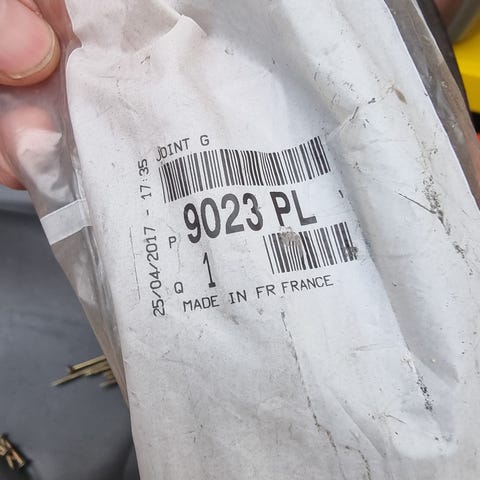 JOINT G
25/04/2017 - 17:35
P 9023 PL
Q 1
MADE IN FR FRANCE